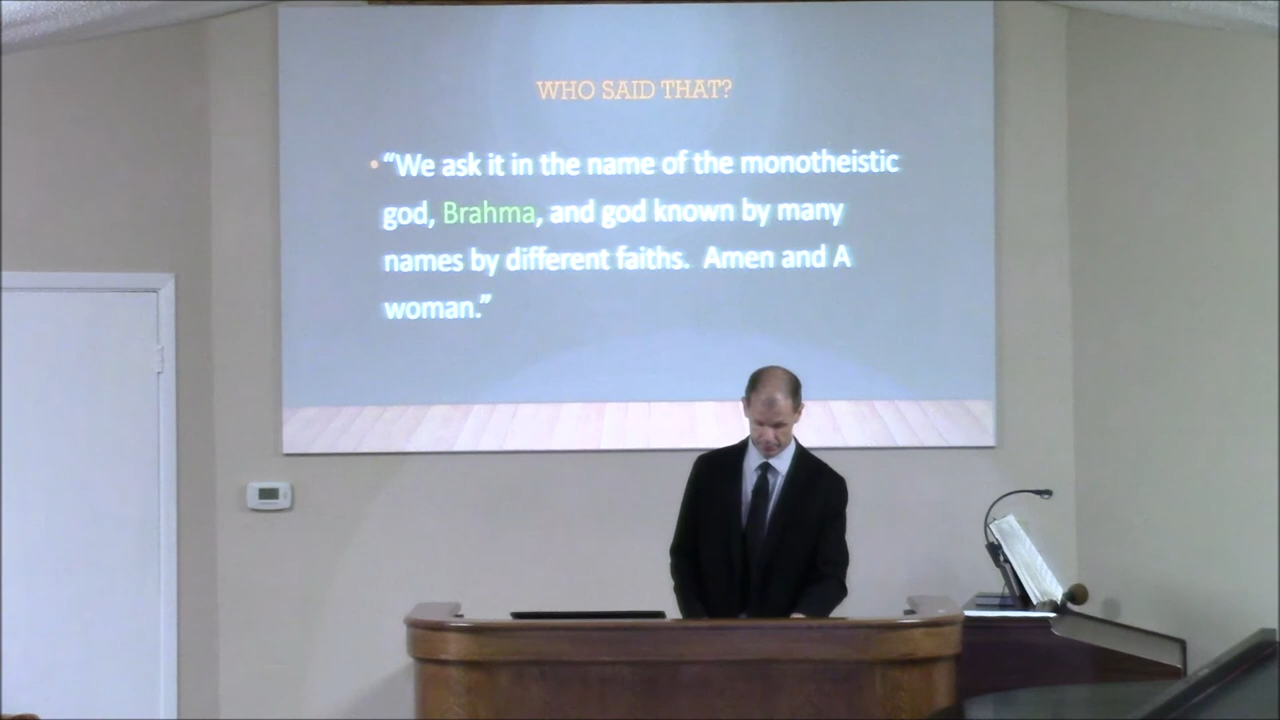 WHO SAID THAT?
• “We ask it in the name of the monotheistic
god, Brahma, and god known by many
names by different faiths.  Amen and A
woman.”